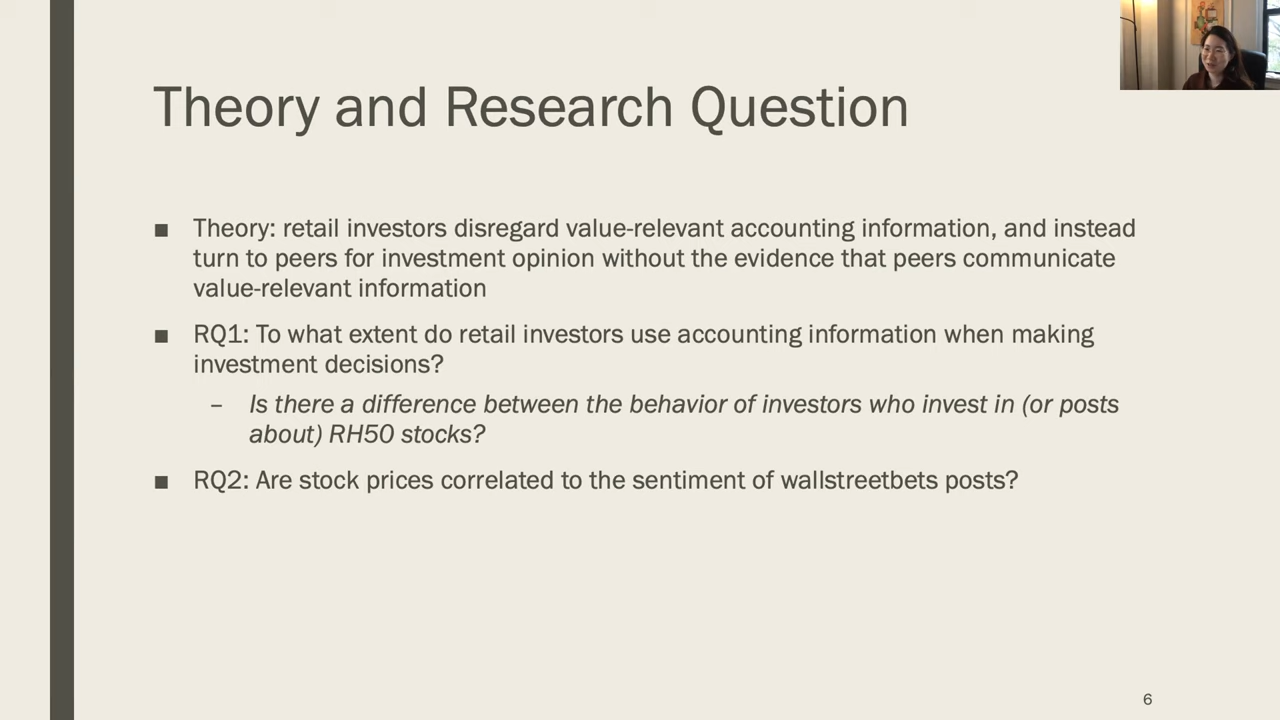 Theory and Research Question
■ Theory: retail investors disregard value-relevant accounting information, and instead
turn to peers for investment opinion without the evidence that peers communicate
value-relevant information
■ RQ1: To what extent do retail investors use accounting information when making
investment decisions?
– Is there a difference between the behavior of investors who invest in (or posts
about) RH50 stocks?
■ RQ2: Are stock prices correlated to the sentiment of wallstreetbets posts?
6